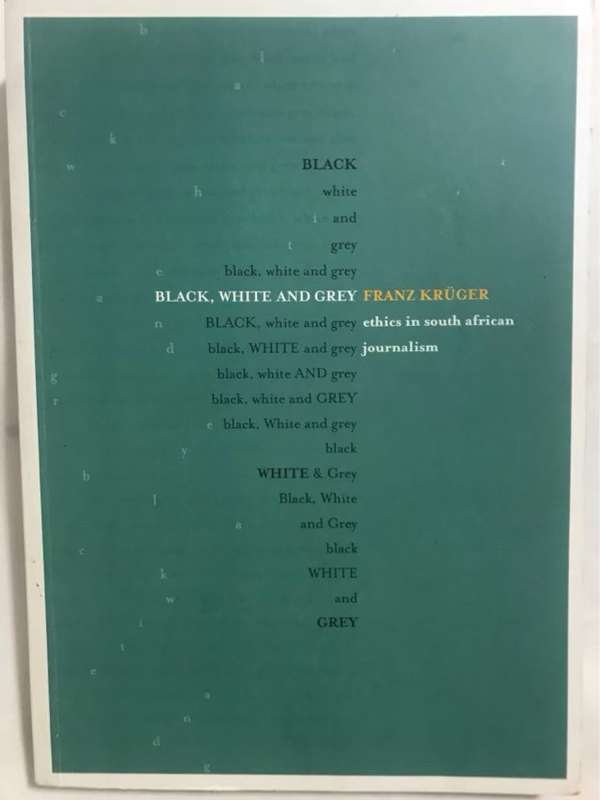 b
l
a
c
k
w BLACK
h white
i and
t grey
e black, white and grey
a BLACK, WHITE AND GREY FRANZ KRÜGER
n BLACK, white and grey ethics in south african
d black, WHITE and grey journalism
g black, white AND grey
r black, white and GREY
e black, White and grey
y black
b WHITE & Grey
l Black, White
a and Grey
c black
k WHITE
w and
i GREY
t
e
a
n
d
g